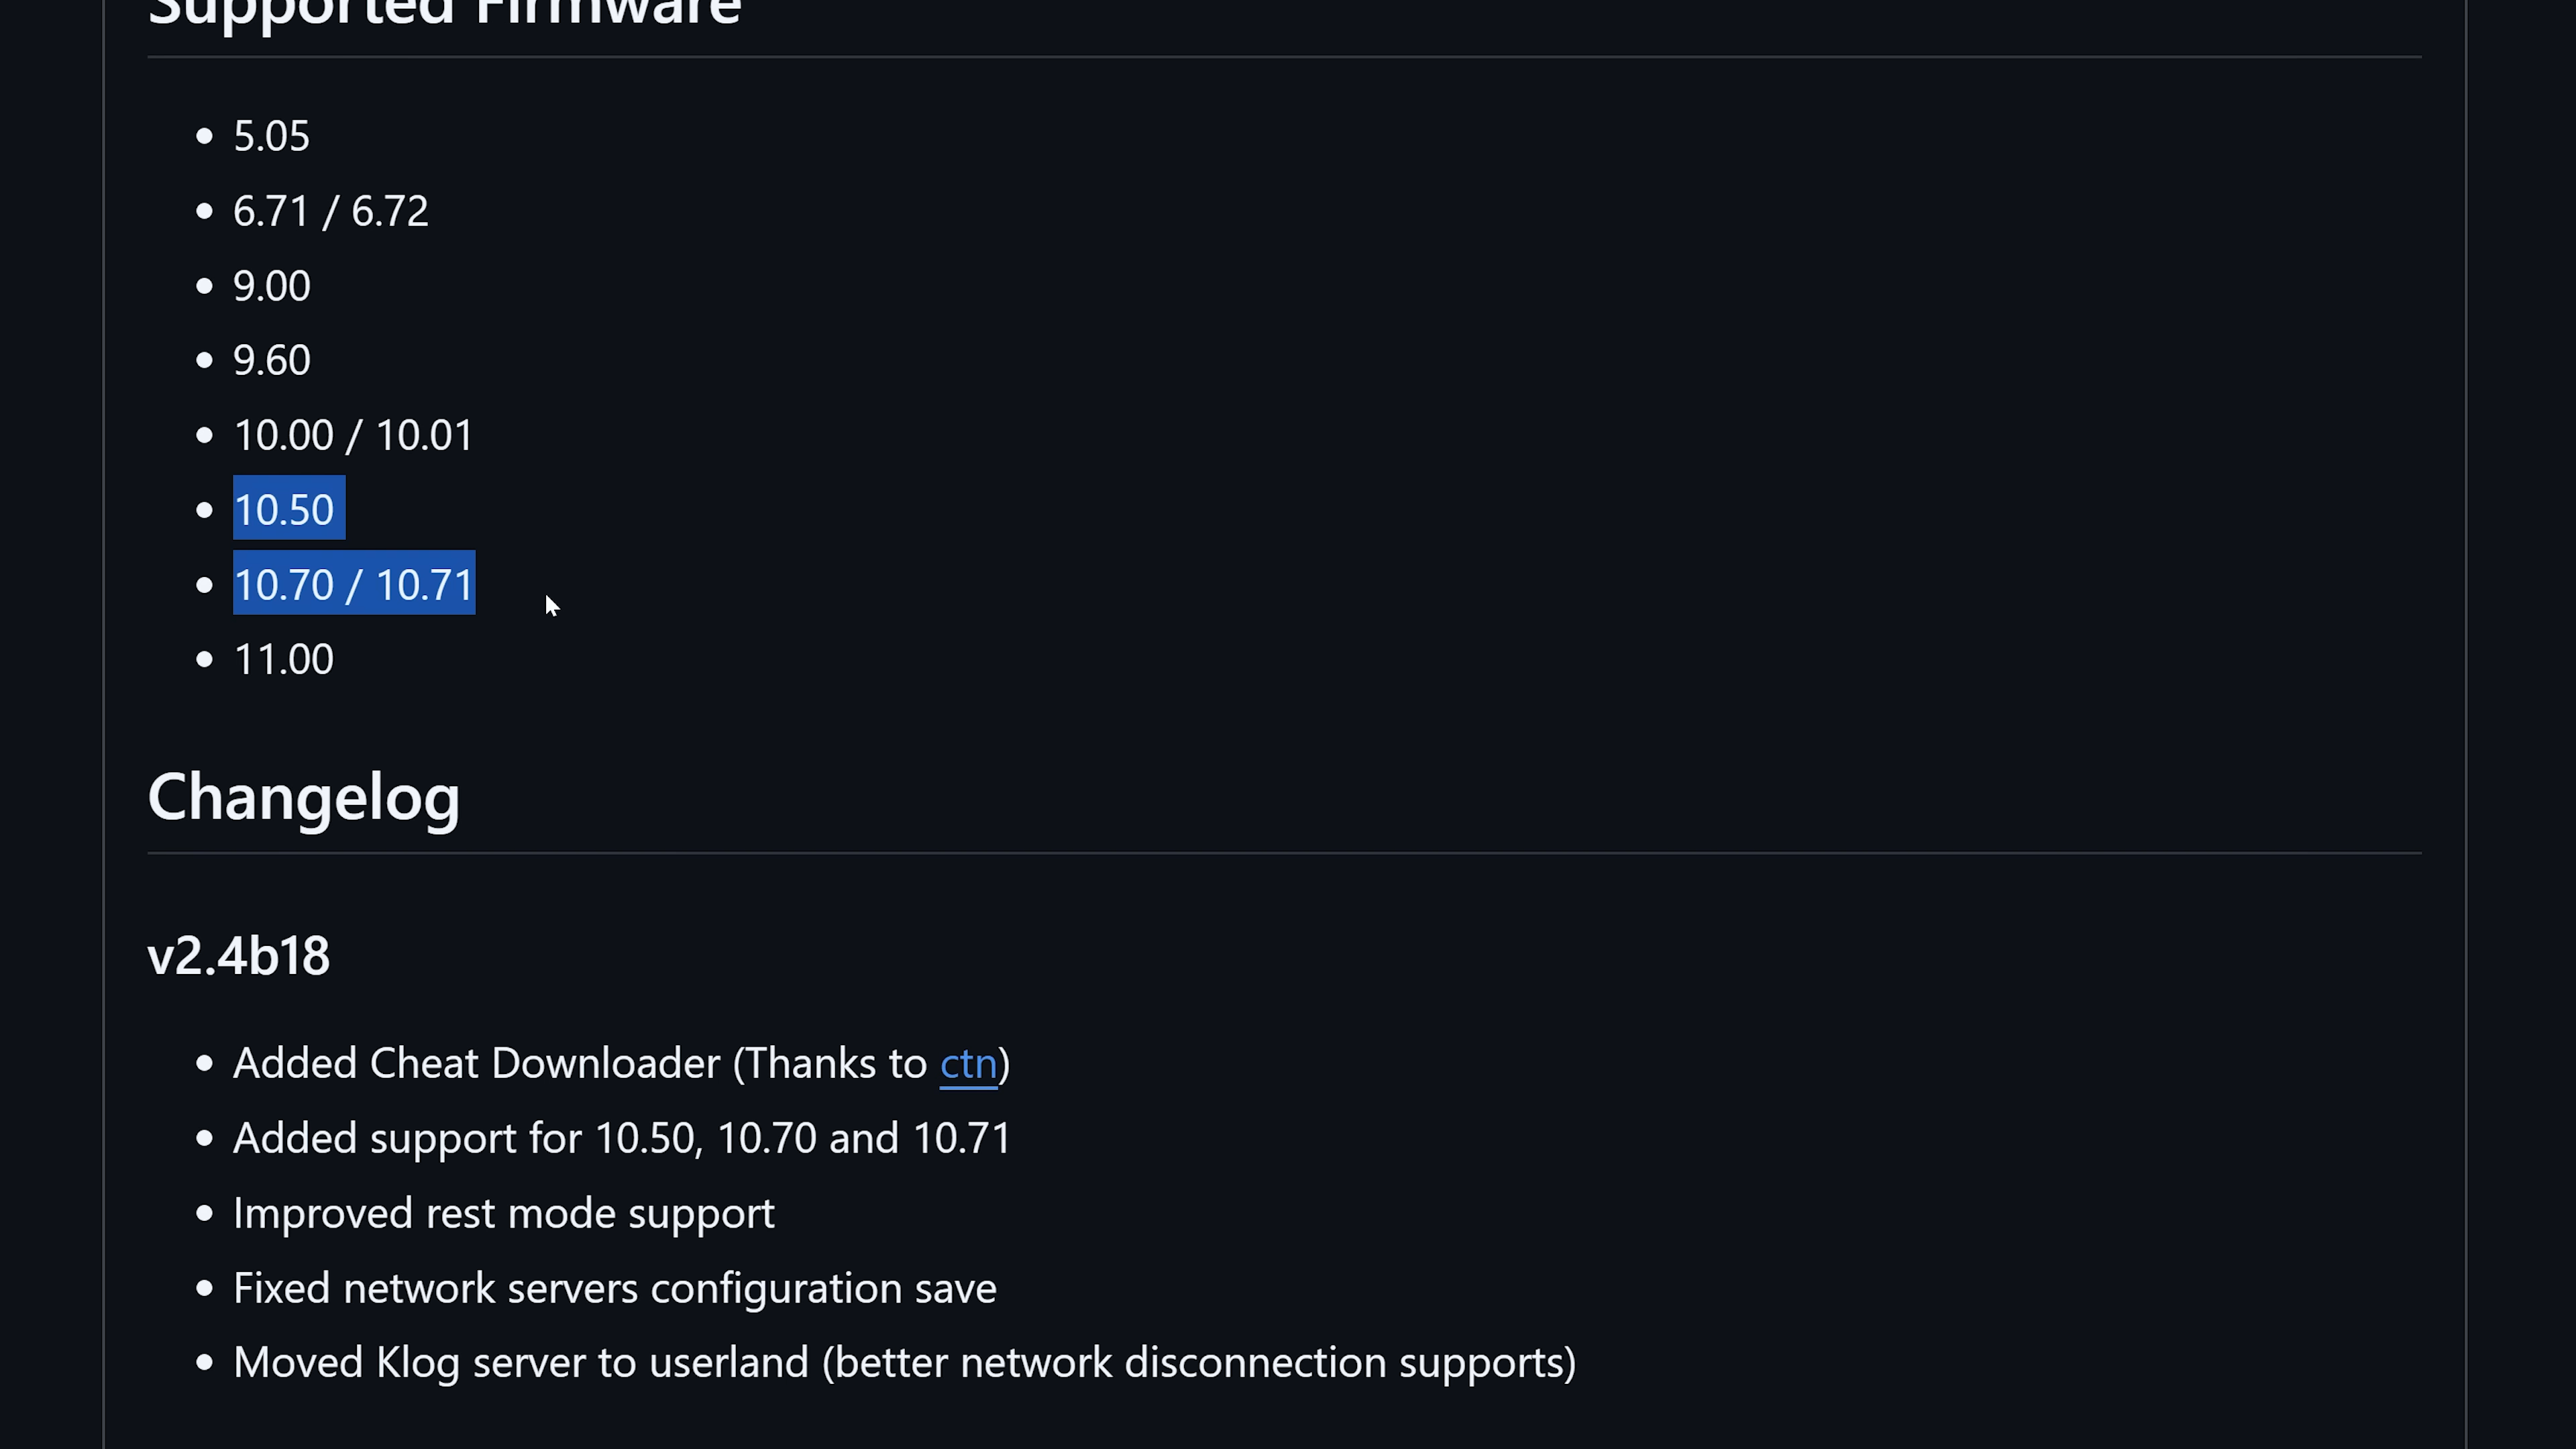 Supported Firmware
5.05
6.71 / 6.72
9.00
9.60
10.00 / 10.01
10.50
10.70 / 10.71
11.00
Changelog
v2.4b18
Added Cheat Downloader (Thanks to ctn)
Added support for 10.50, 10.70 and 10.71
Improved rest mode support
Fixed network servers configuration save
Moved Klog server to userland (better network disconnection supports)